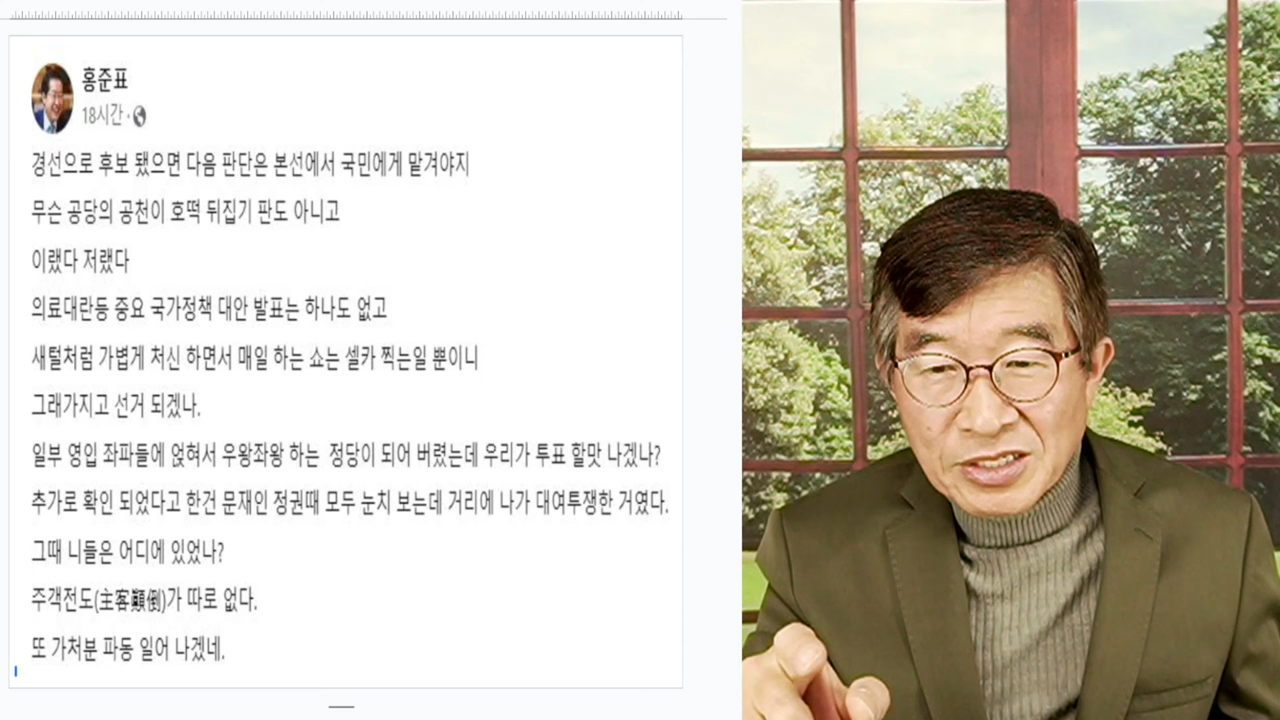 홍준표
18시간 ·
경선으로 후보 됐으면 다음 판단은 본선에서 국민에게 맡겨야지
무슨 공당의 공천이 호떡 뒤집기 판도 아니고
이랬다 저랬다
의료대란등 중요 국가정책 대안 발표는 하나도 없고
새털처럼 가볍게 처신 하면서 매일 하는 쇼는 셀카 찍는일 뿐이니
그래가지고 선거 되겠나.
일부 영입 좌파들에 얹혀서 우왕좌왕 하는 정당이 되어 버렸는데 우리가 투표 할맛 나겠나?
추가로 확인 되었다고 한건 문재인 정권때 모두 눈치 보는데 거리에 나가 대여투쟁한 거였다.
그때 니들은 어디에 있었나?
주객전도(主客顚倒)가 따로 없다.
또 가처분 파동 일어 나겠네.